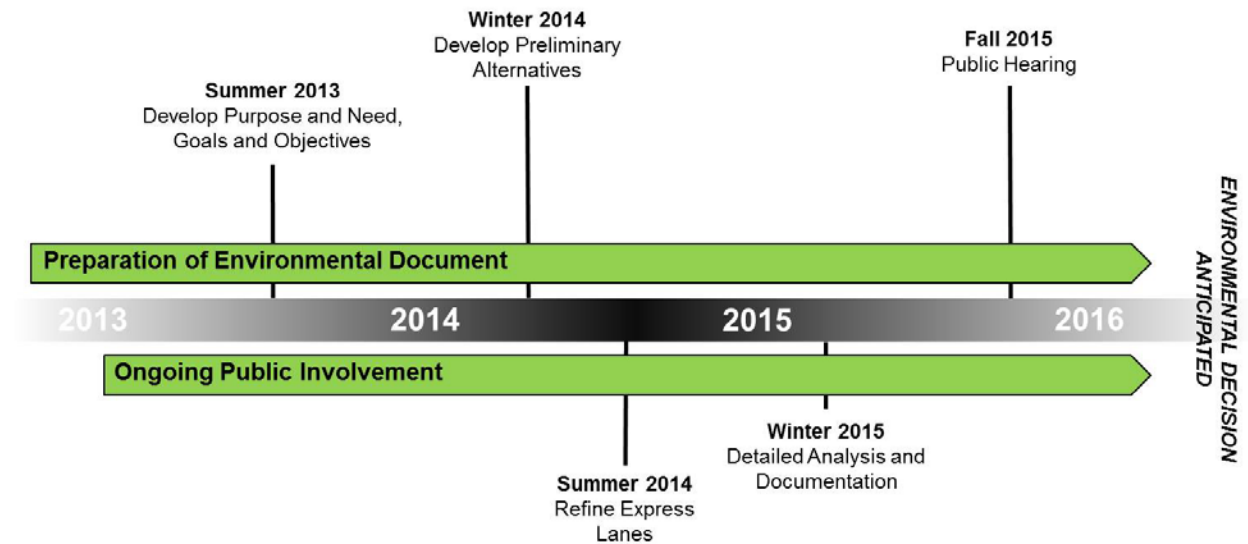 Winter 2014
Develop Preliminary
Alternatives
Fall 2015
Public Hearing
Summer 2013
Develop Purpose and Need,
Goals and Objectives
Preparation of Environmental Document
2013 2014 2015 2016
Ongoing Public Involvement
Winter 2015
Detailed Analysis and
Documentation
Summer 2014
Refine Express
Lanes
ENVIRONMENTAL DECISION
ANTICIPATED